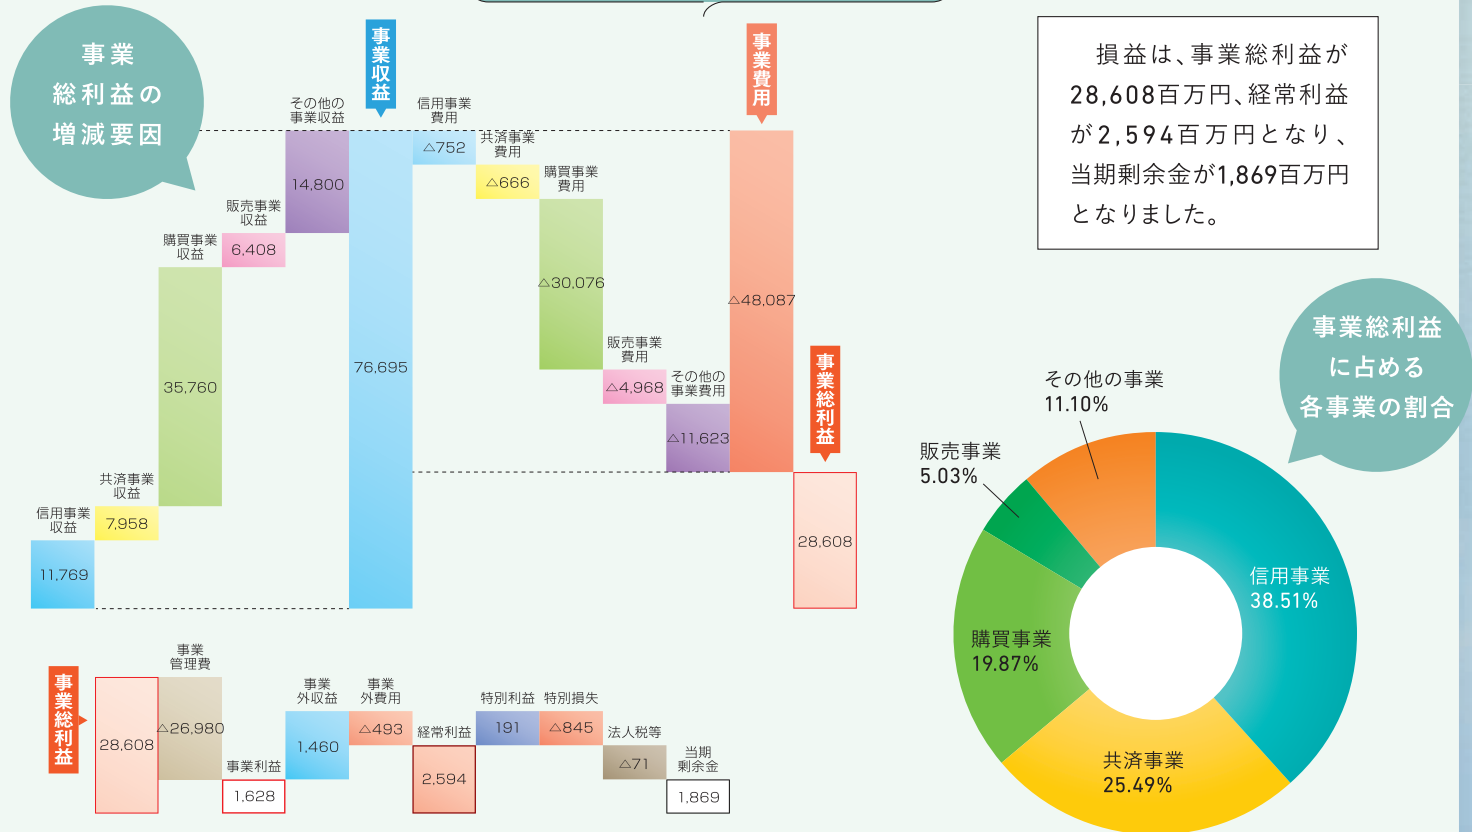 事業
総利益の
増減要因
事業収益
事業費用
その他の
事業収益
14,800
販売事業
収益
6,408
購買事業
収益
35,760
共済事業
収益
7,958
信用事業
収益
11,769
76,695
信用事業
費用
△752
共済事業
費用
△666
購買事業
費用
△30,076
販売事業
費用
△4,968
その他の
事業費用
△11,623
△48,087
事業総利益
28,608
損益は、事業総利益が
28,608百万円、経常利益
が2,594百万円となり、
当期剰余金が1,869百万円
となりました。
事業総利益
に占める
各事業の割合
その他の事業
11.10%
販売事業
5.03%
購買事業
19.87%
信用事業
38.51%
共済事業
25.49%
事業総利益
28,608
事業
管理費
△26,980
事業利益
1,628
事業
外収益
1,460
事業
外費用
△493
経常利益
2,594
特別利益
191
特別損失
△845
法人税等
△71
当期
剰余金
1,869